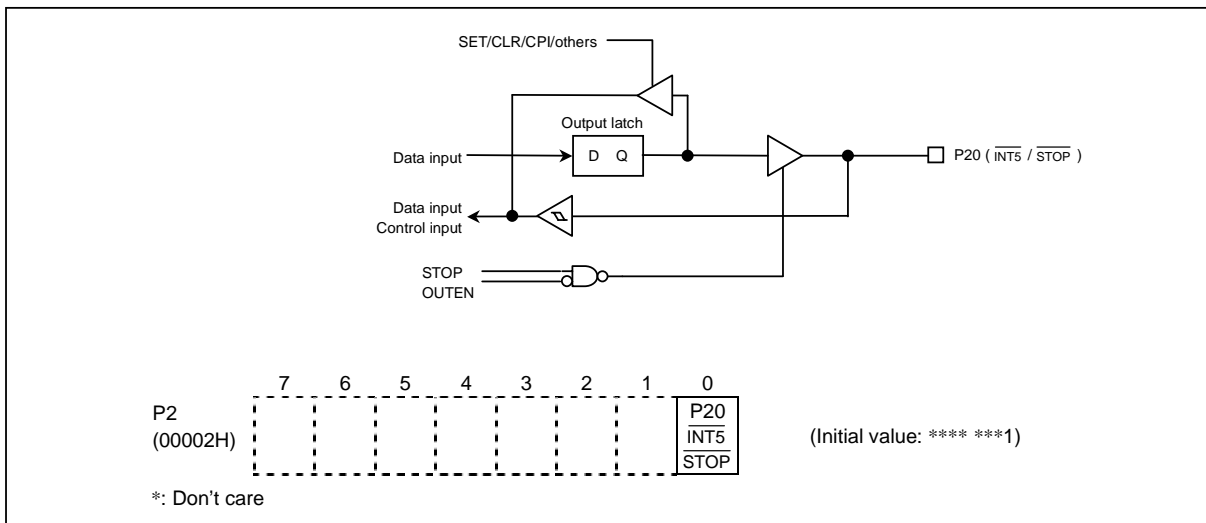 SET/CLR/CPI/others
Output latch
Data input
D Q
P20 ( INT5 / STOP )
Data input
Control input
STOP
OUTEN
7 6 5 4 3 2 1 0
P2
(00002H)
P20
INT5
STOP
(Initial value: **** ***1)
*: Don't care